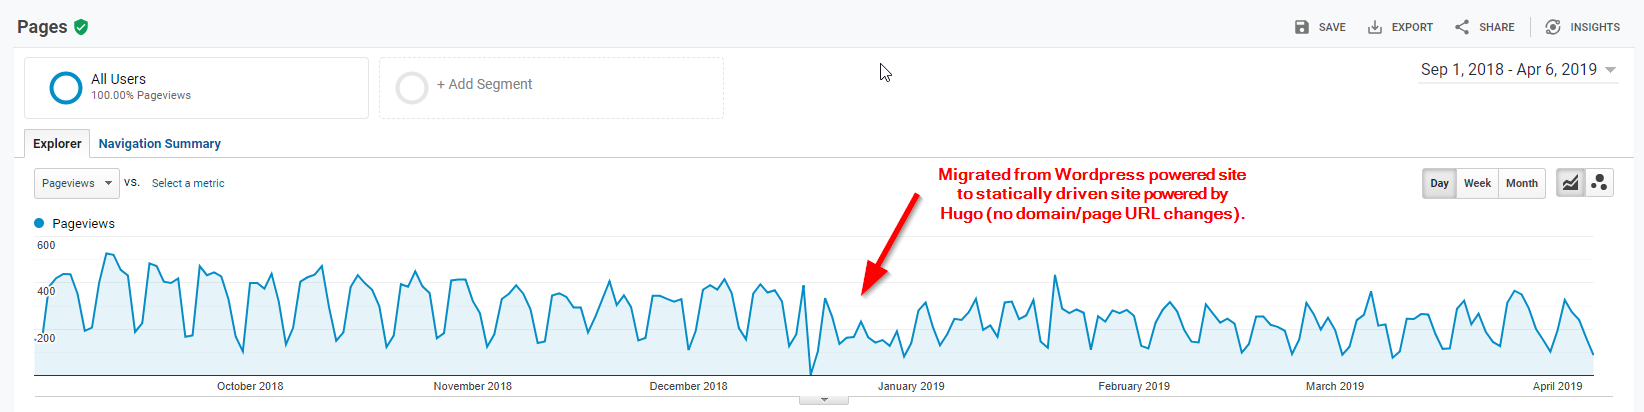 Pages
SAVE
EXPORT
SHARE
INSIGHTS
All Users
100.00% Pageviews
+ Add Segment
Sep 1, 2018 - Apr 6, 2019
Explorer
Navigation Summary
Pageviews
vs.
Select a metric
Migrated from Wordpress powered site
to statically driven site powered by
Hugo (no domain/page URL changes).
Day
Week
Month
Pageviews
600
400
200
October 2018
November 2018
December 2018
January 2019
February 2019
March 2019
April 2019